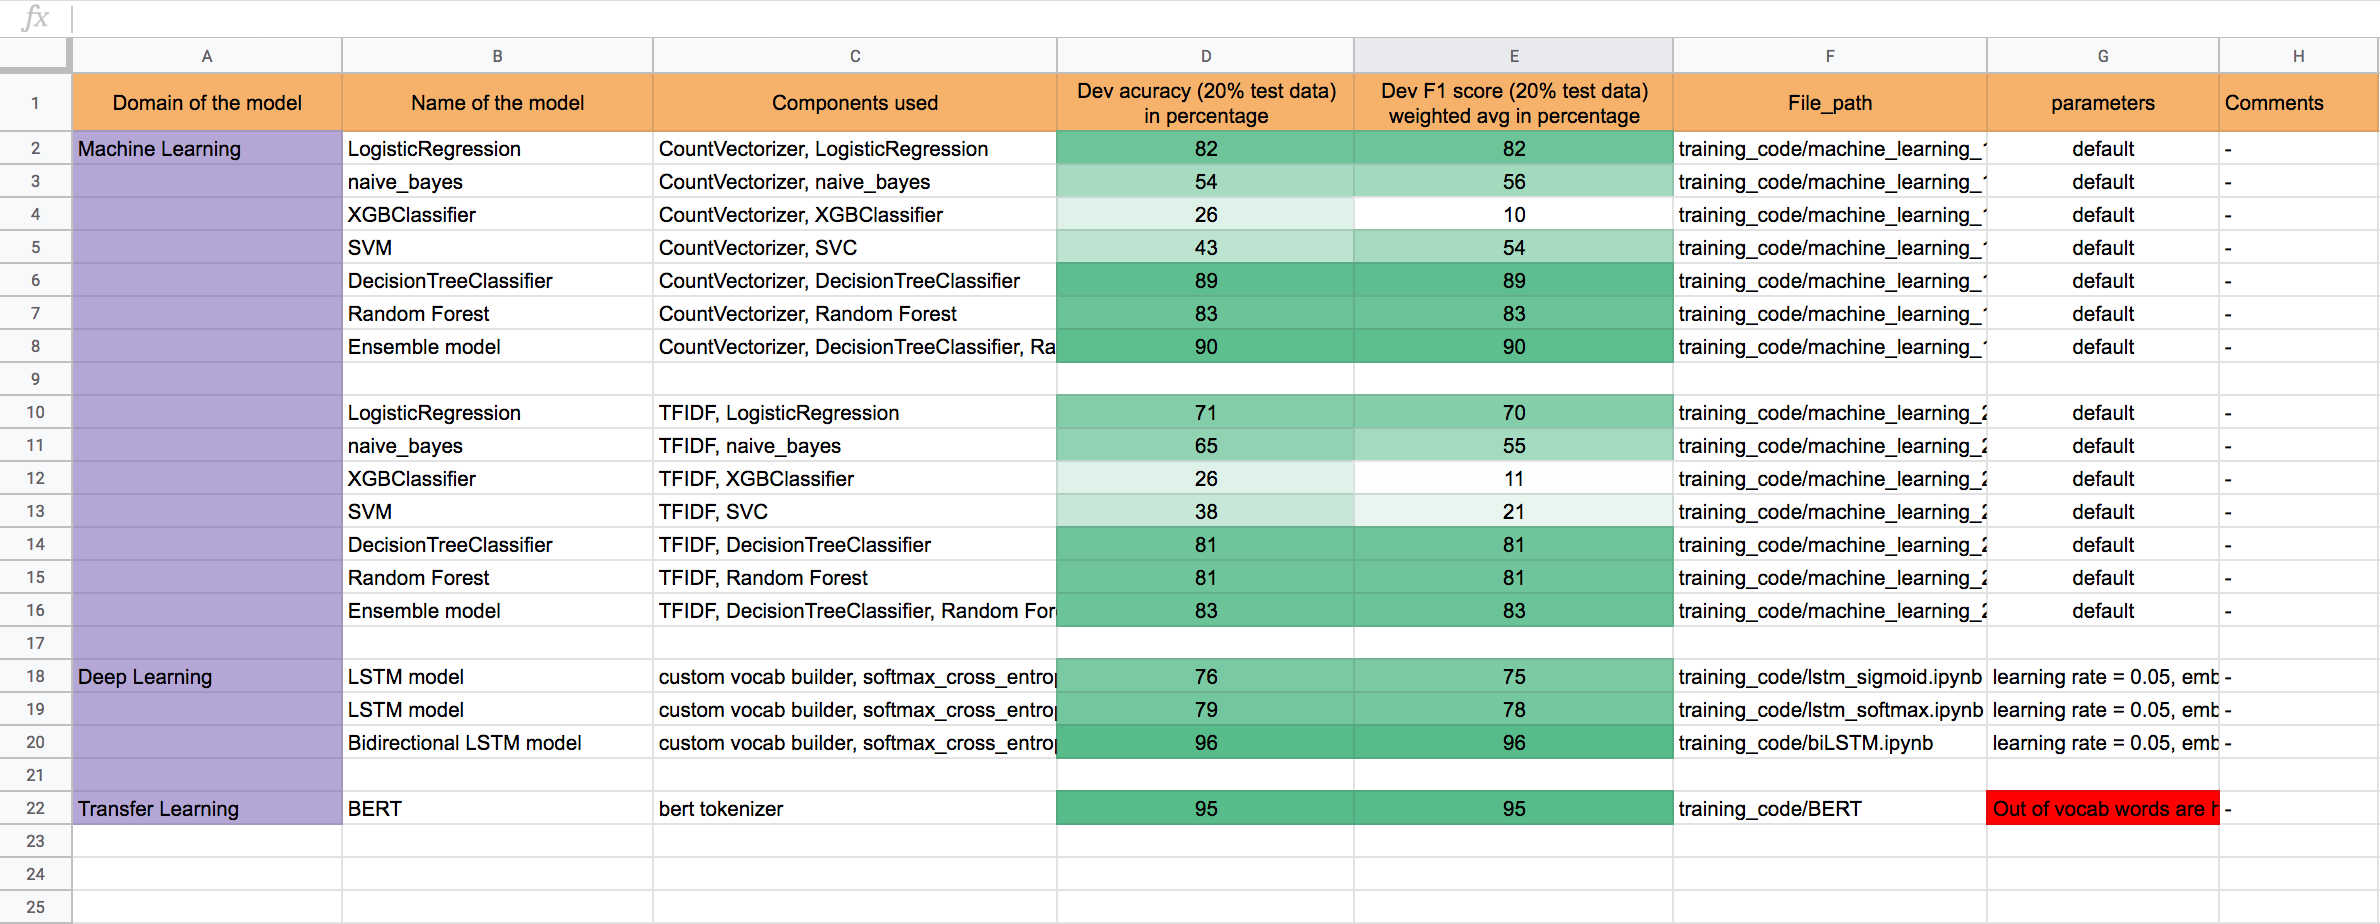 fx
A B C D E F G H
1 Domain of the model Name of the model Components used Dev acuracy (20% test data) in percentage Dev F1 score (20% test data) weighted avg in percentage File_path parameters Comments
2 Machine Learning LogisticRegression CountVectorizer, LogisticRegression 82 82 training_code/machine_learning_1 default -
3 naive_bayes CountVectorizer, naive_bayes 54 56 training_code/machine_learning_1 default -
4 XGBClassifier CountVectorizer, XGBClassifier 26 10 training_code/machine_learning_1 default -
5 SVM CountVectorizer, SVC 43 54 training_code/machine_learning_1 default -
6 DecisionTreeClassifier CountVectorizer, DecisionTreeClassifier 89 89 training_code/machine_learning_1 default -
7 Random Forest CountVectorizer, Random Forest 83 83 training_code/machine_learning_1 default -
8 Ensemble model CountVectorizer, DecisionTreeClassifier, Ra 90 90 training_code/machine_learning_1 default -
9
10 LogisticRegression TFIDF, LogisticRegression 71 70 training_code/machine_learning_2 default -
11 naive_bayes TFIDF, naive_bayes 65 55 training_code/machine_learning_2 default -
12 XGBClassifier TFIDF, XGBClassifier 26 11 training_code/machine_learning_2 default -
13 SVM TFIDF, SVC 38 21 training_code/machine_learning_2 default -
14 DecisionTreeClassifier TFIDF, DecisionTreeClassifier 81 81 training_code/machine_learning_2 default -
15 Random Forest TFIDF, Random Forest 81 81 training_code/machine_learning_2 default -
16 Ensemble model TFIDF, DecisionTreeClassifier, Random For 83 83 training_code/machine_learning_2 default -
17
18 Deep Learning LSTM model custom vocab builder, softmax_cross_entrop 76 75 training_code/lstm_sigmoid.ipynb learning rate = 0.05, emb -
19 LSTM model custom vocab builder, softmax_cross_entrop 79 78 training_code/lstm_softmax.ipynb learning rate = 0.05, emb -
20 Bidirectional LSTM model custom vocab builder, softmax_cross_entrop 96 96 training_code/biLSTM.ipynb learning rate = 0.05, emb -
21
22 Transfer Learning BERT bert tokenizer 95 95 training_code/BERT Out of vocab words are h -
23
24
25